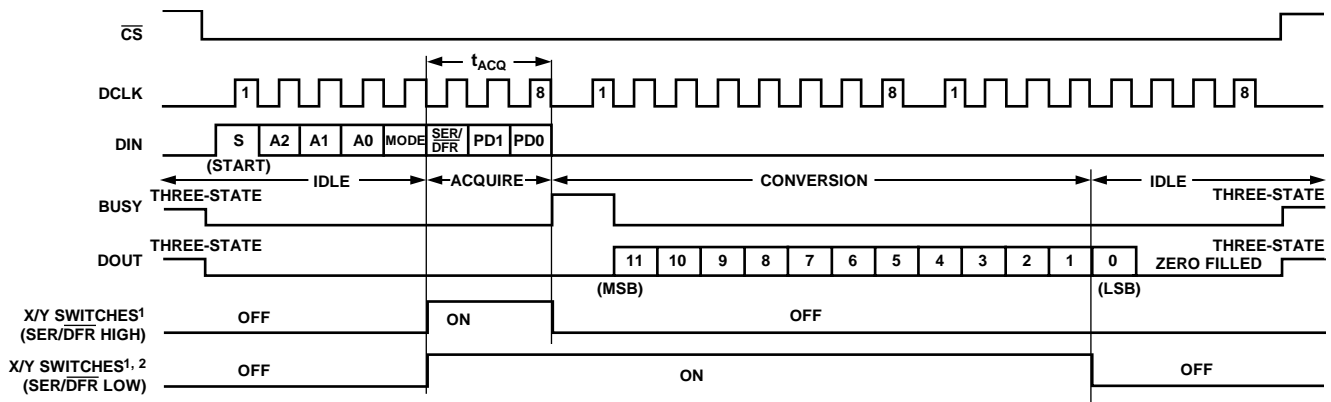 CS
tACQ
DCLK 1 8 1 8 1 8
DIN S A2 A1 A0 MODE SER/DFR PD1 PD0
(START)
IDLE ACQUIRE CONVERSION IDLE
THREE-STATE THREE-STATE
BUSY
THREE-STATE THREE-STATE
DOUT 11 10 9 8 7 6 5 4 3 2 1 0 ZERO FILLED
(MSB) (LSB)
X/Y SWITCHES1 OFF ON OFF
(SER/DFR HIGH)
X/Y SWITCHES1, 2 OFF ON OFF
(SER/DFR LOW)